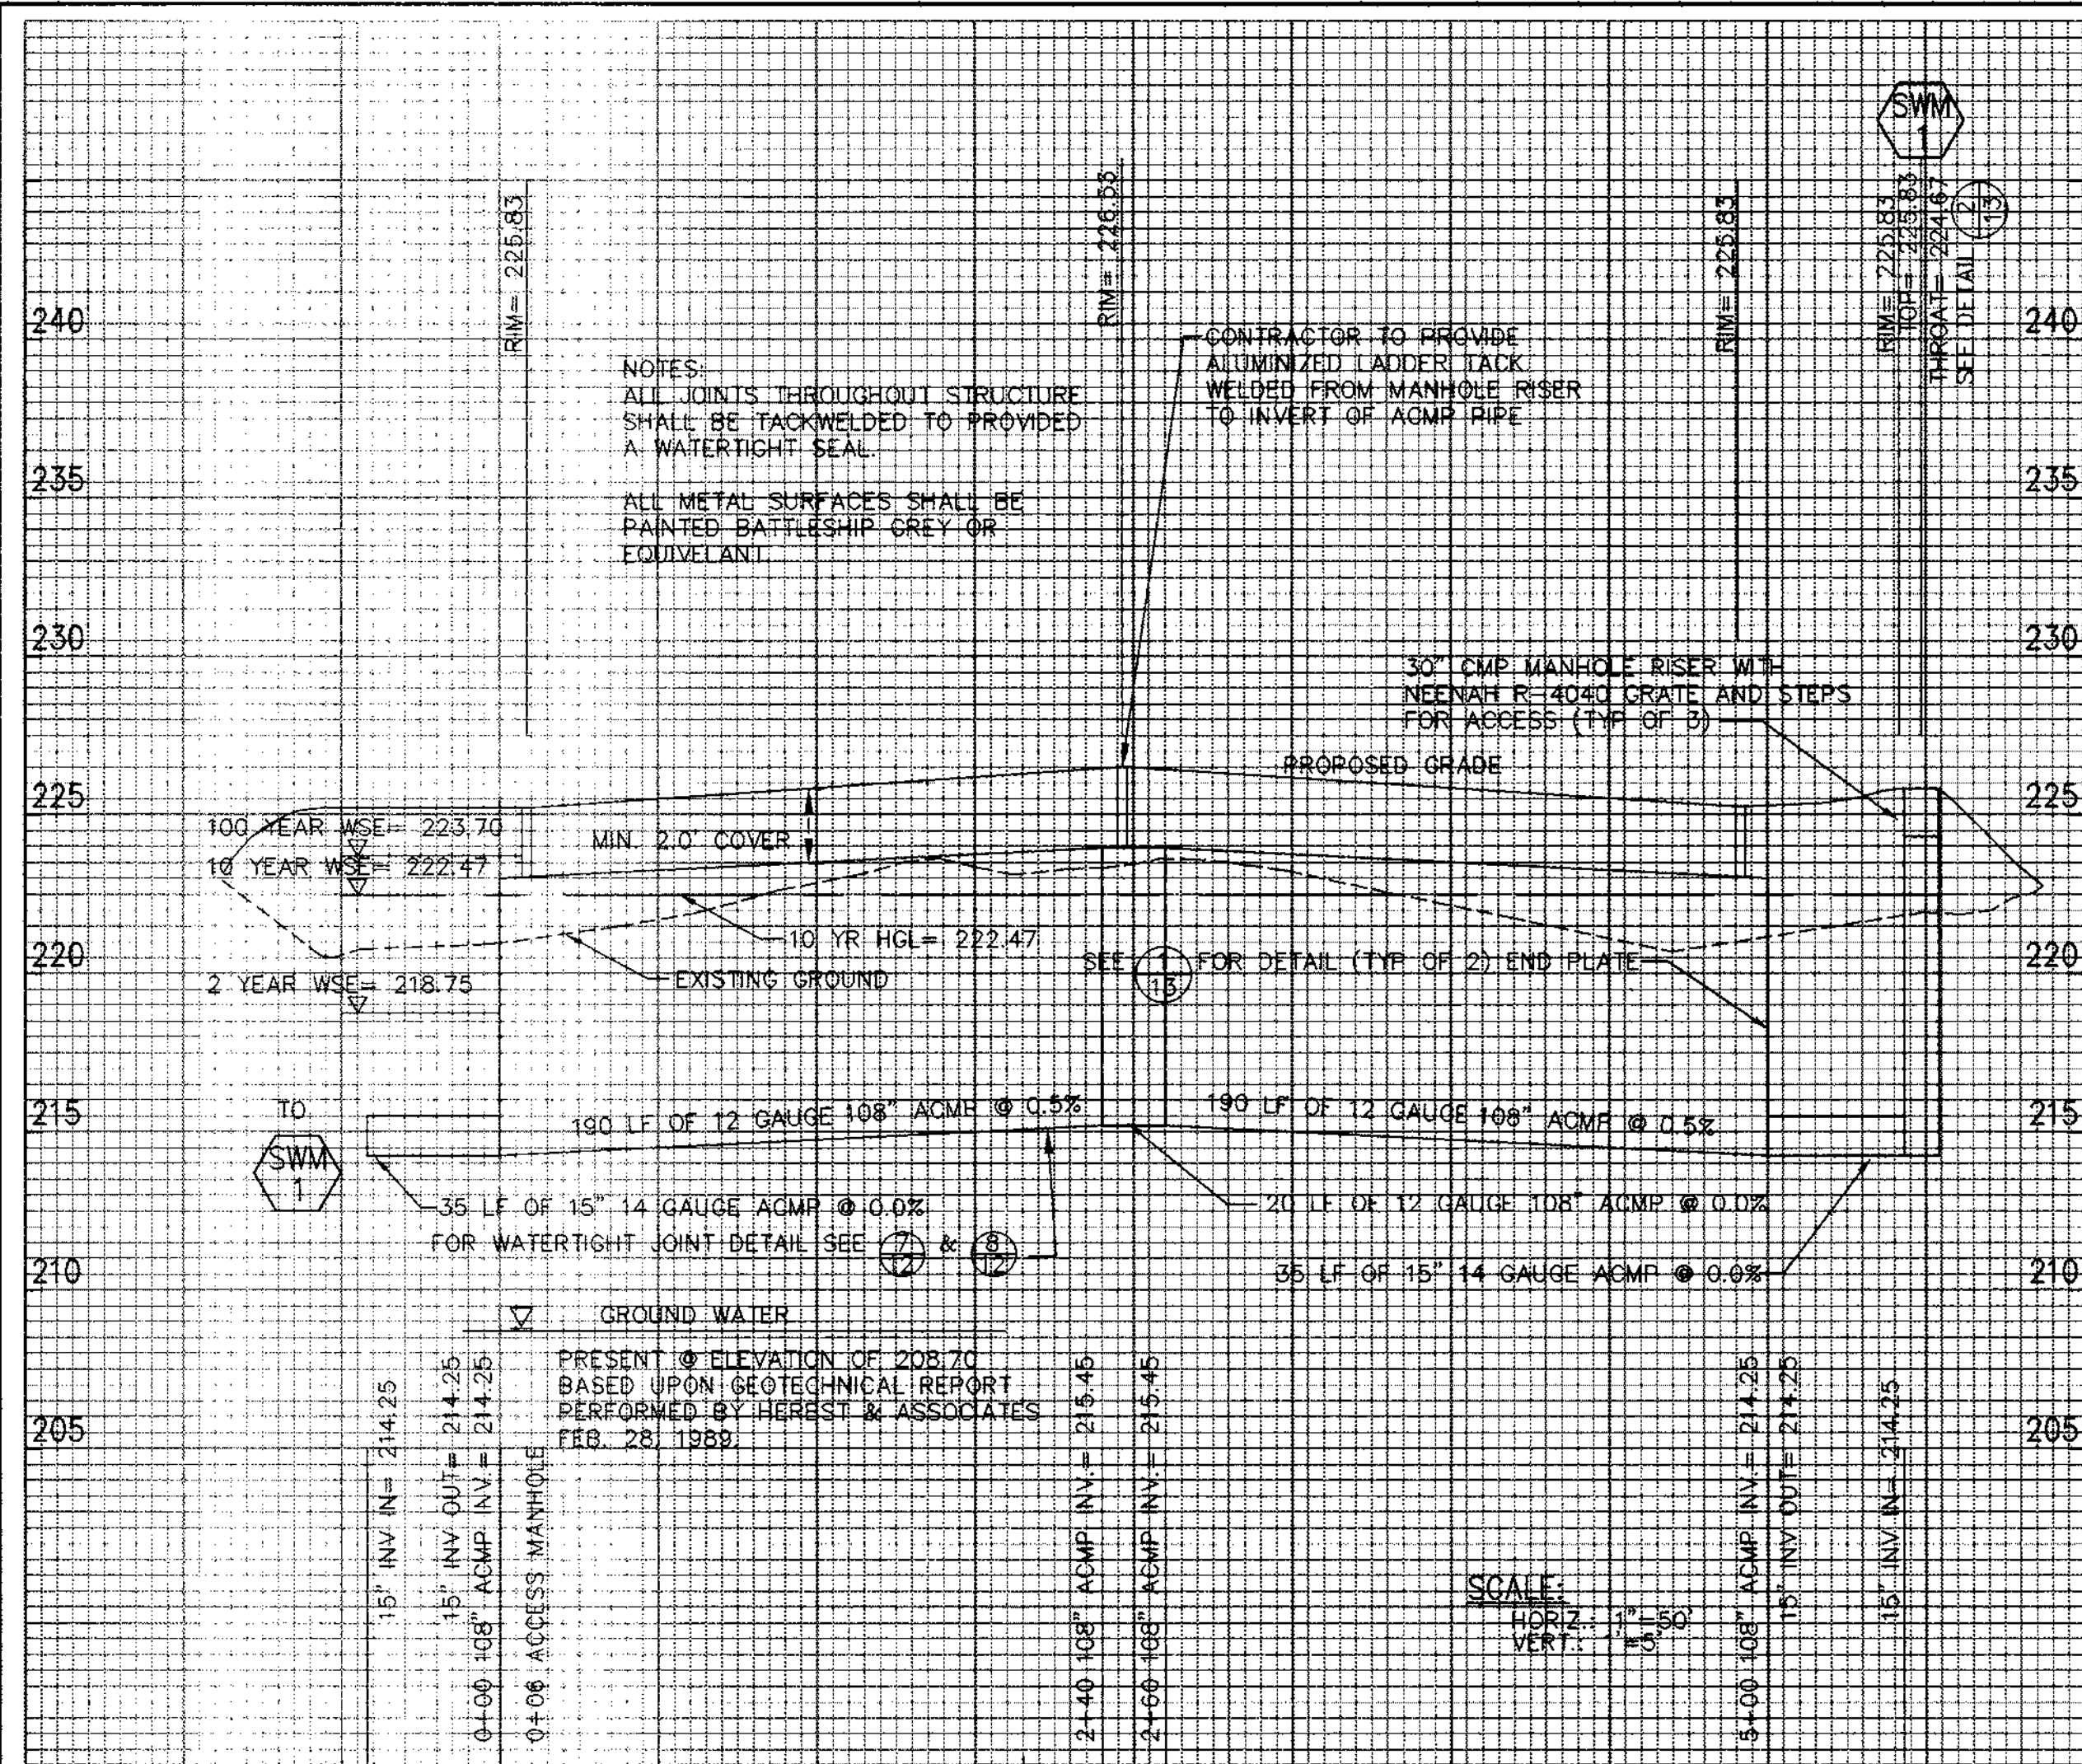 SWM
1
RIM= 225.83
RIM= 226.53
RIM= 225.83
RIM= 225.83
TOP= 225.83
THROAT= 224.67
SEE DETAIL
2
13
240
240
CONTRACTOR TO PROVIDE
ALUMINIZED LADDER TACK
WELDED FROM MANHOLE RISER
TO INVERT OF ACMP PIPE
NOTES:
ALL JOINTS THROUGHOUT STRUCTURE
SHALL BE TACKWELDED TO PROVIDED
A WATERTIGHT SEAL.
ALL METAL SURFACES SHALL BE
PAINTED BATTLESHIP GREY OR
EQUIVELANT.
235
235
230
230
30" CMP MANHOLE RISER WITH
NEENAH R-4040 GRATE AND STEPS
FOR ACCESS (TYP OF 3)
PROPOSED GRADE
225
225
100 YEAR WSE= 223.70
MIN. 2.0' COVER
10 YEAR WSE= 222.47
10 YR HGL= 222.47
EXISTING GROUND
SEE 1 13 FOR DETAIL (TYP OF 2) END PLATE
220
220
2 YEAR WSE= 218.75
215
215
TO
SWM
1
190 LF OF 12 GAUGE 108" ACMP @ 0.5%
190 LF OF 12 GAUGE 108" ACMP @ 0.5%
35 LF OF 15" 14 GAUGE ACMP @ 0.0%
20 LF OF 12 GAUGE 108" ACMP @ 0.0%
FOR WATERTIGHT JOINT DETAIL SEE 7 12 & 8 12
35 LF OF 15" 14 GAUGE ACMP @ 0.0%
210
210
GROUND WATER
PRESENT @ ELEVATION OF 208.70
BASED UPON GEOTECHNICAL REPORT
PERFORMED BY HERBST & ASSOCIATES
FEB. 28, 1989.
205
205
15" INV IN= 214.25
15" INV OUT= 214.25
0+00 108" ACMP INV.= 214.25
0+06 ACCESS MANHOLE
2+40 108" ACMP INV.= 215.45
2+60 108" ACMP INV.= 215.45
5+00 108" ACMP INV.= 214.25
15" INV OUT= 214.25
15" INV IN= 214.25
SCALE:
HORIZ.: 1"=50'
VERT.: 1"=5'